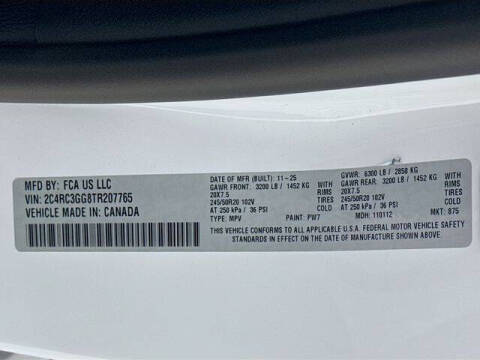 MFD BY: FCA US LLC
VIN: 2C4RC3GG8TR207765
VEHICLE MADE IN: CANADA
DATE OF MFR (BUILT): 11-25
GAWR FRONT: 3200 LB / 1452 KG WITH
20X7.5 RIMS
245/50R20 102V TIRES
AT 250 kPa / 36 PSI COLD
TYPE: MPV PAINT: PW7
GVWR: 6300 LB / 2858 KG
GAWR REAR: 3200 LB / 1452 KG WITH
20X7.5 RIMS
245/50R20 102V TIRES
AT 250 kPa / 36 PSI COLD
MDH: 110112 MKT: 875
THIS VEHICLE CONFORMS TO ALL APPLICABLE U.S.A. FEDERAL MOTOR VEHICLE SAFETY
STANDARDS IN EFFECT ON THE DATE OF MANUFACTURE SHOWN ABOVE.